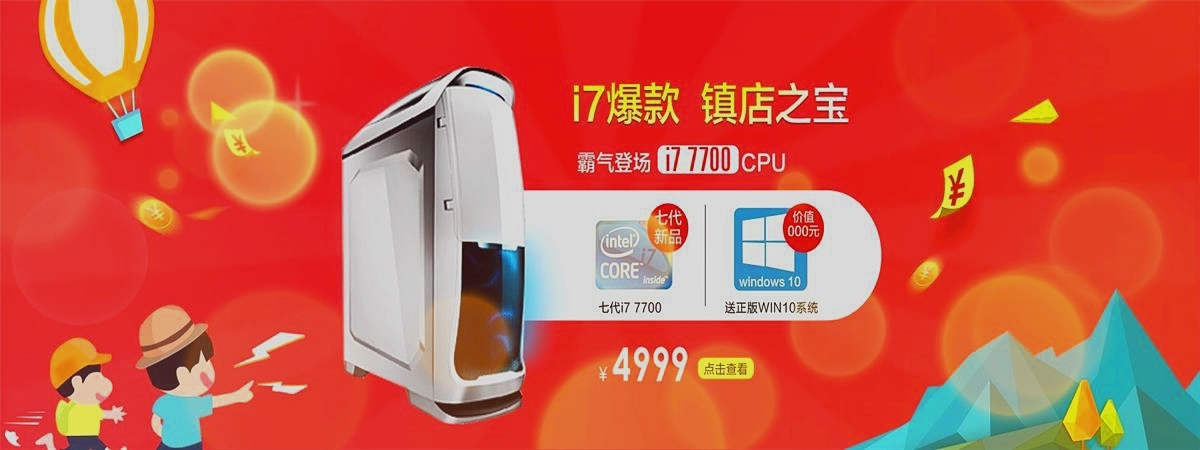 i7爆款 镇店之宝
霸气登场 i7 7700 CPU
七代
新品
intel
CORE i7
inside
七代i7 7700
价值
000元
windows 10
送正版WIN10系统
¥ 4999 点击查看
¥
¥
¥
¥